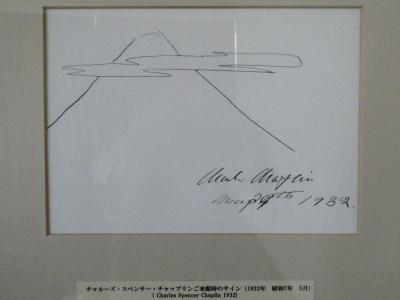 Charlie Chaplin
May 29th 1932.
チャールズ・スペンサー・チャップリンご来館時のサイン (1932年 昭和7年 5月)
( Charles Spencer Chaplin 1932)